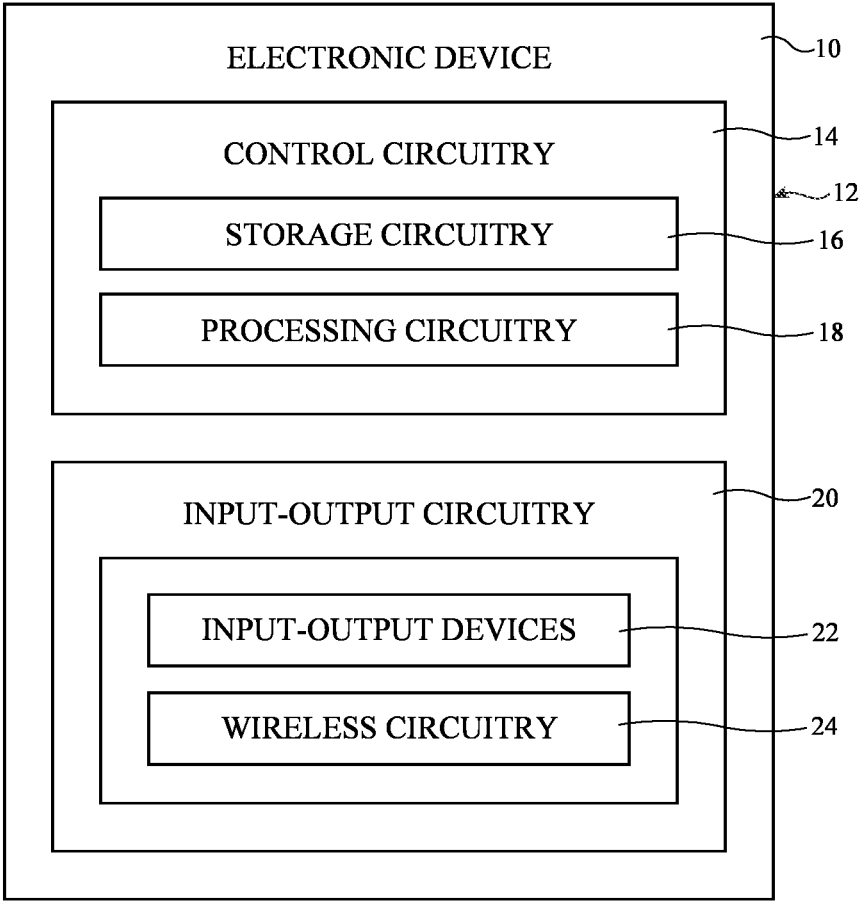 ELECTRONIC DEVICE
10
CONTROL CIRCUITRY
14
12
STORAGE CIRCUITRY
16
PROCESSING CIRCUITRY
18
INPUT-OUTPUT CIRCUITRY
20
INPUT-OUTPUT DEVICES
22
WIRELESS CIRCUITRY
24